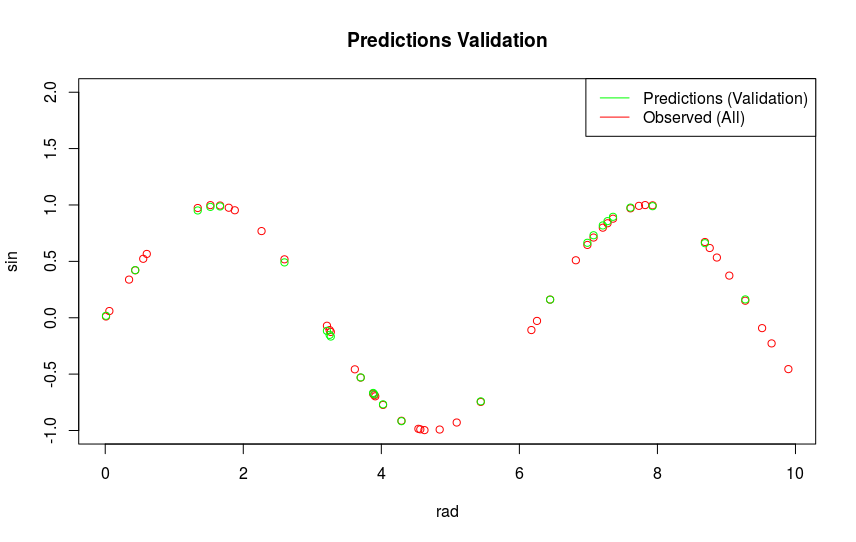 Predictions Validation
Predictions (Validation)
Observed (All)
2.0
1.5
1.0
0.5
0.0
-0.5
-1.0
sin
0 2 4 6 8 10
rad